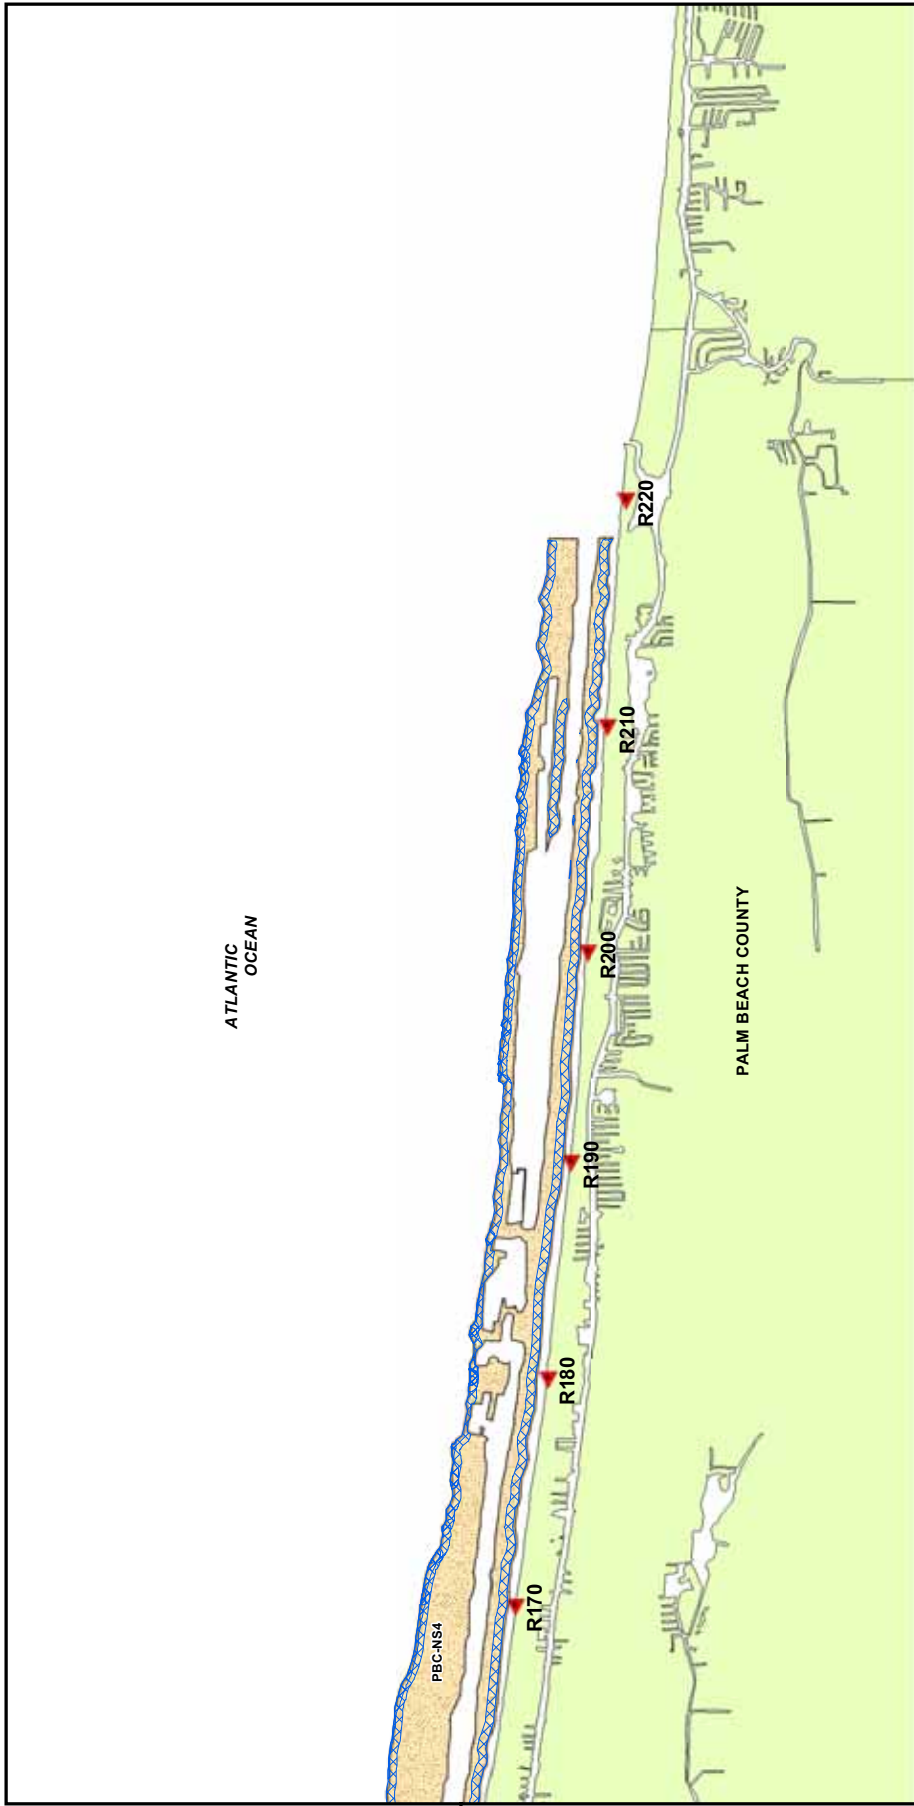 ATLANTIC
OCEAN
R220
R210
R200
PALM BEACH COUNTY
R190
R180
R170
PBC-NS4